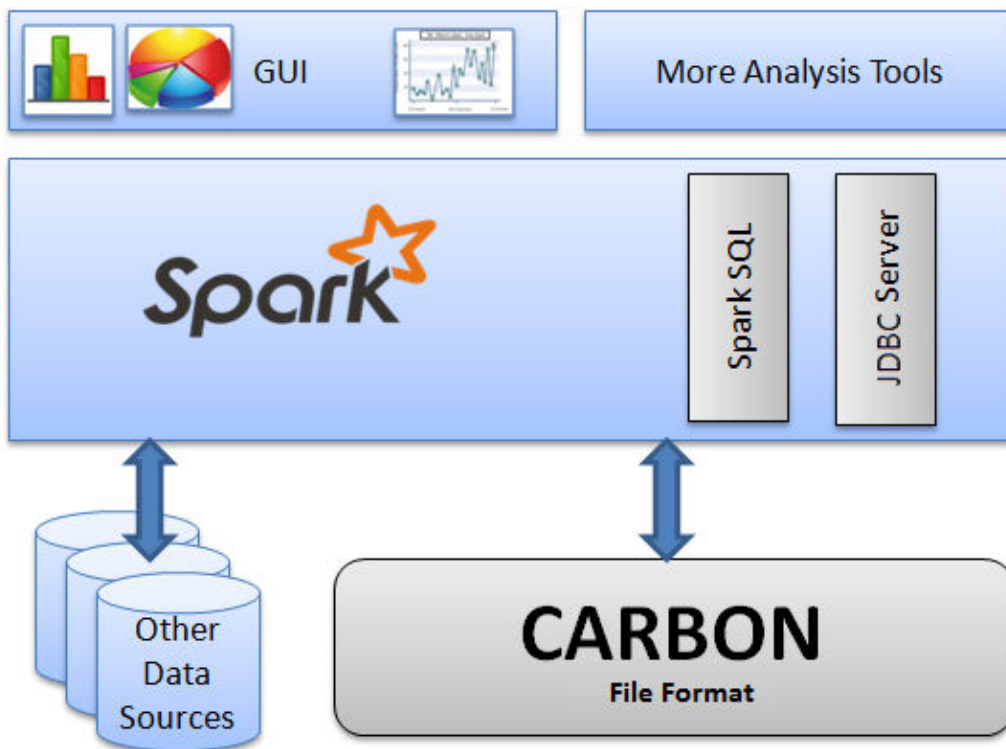 GUI
More Analysis Tools
Spark
Spark SQL
JDBC Server
Other
Data
Sources
CARBON
File Format